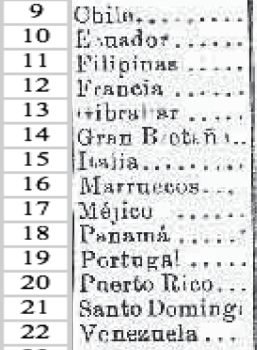 9 Chile.........
10 Ecuador......
11 Filipinas.....
12 Francia......
13 Gibraltar....
14 Gran Bretaña..
15 Italia.........
16 Marruecos...
17 Méjico ......
18 Panamá.....
19 Portugal.....
20 Puerto Rico...
21 Santo Doming
22 Venezuela...